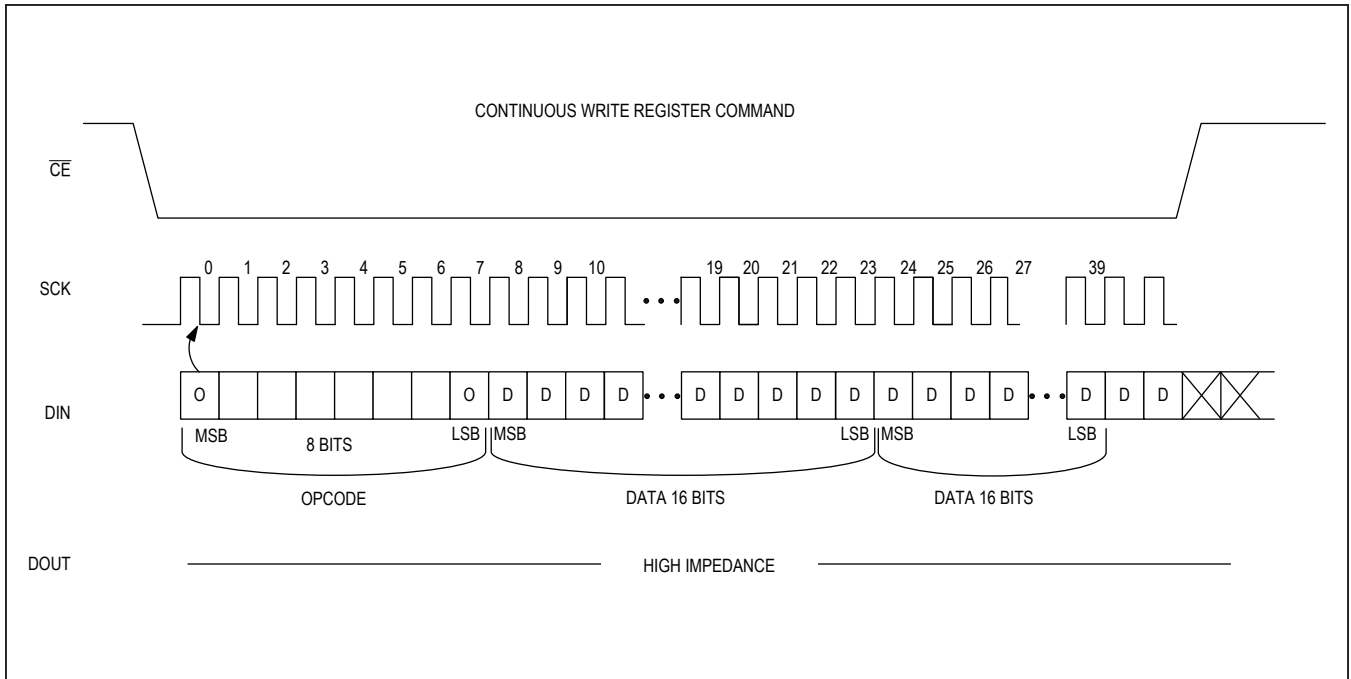 CONTINUOUS WRITE REGISTER COMMAND
CE
SCK
0 1 2 3 4 5 6 7 8 9 10 19 20 21 22 23 24 25 26 27 39
DIN
O O D D D D D D D D D D D D D D D D
MSB 8 BITS LSB MSB LSB MSB LSB
OPCODE DATA 16 BITS DATA 16 BITS
DOUT HIGH IMPEDANCE